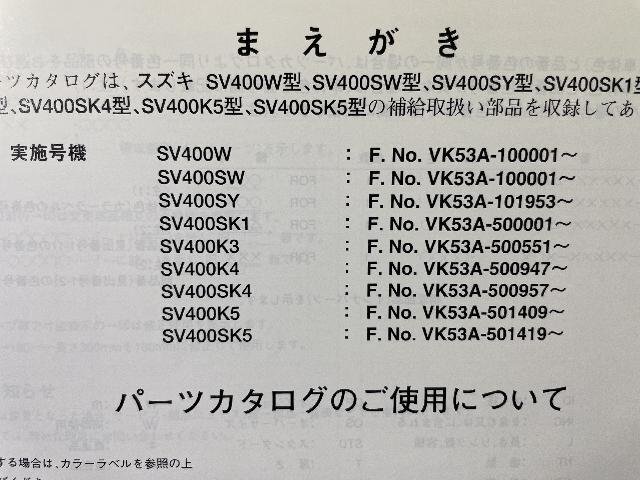 まえがき
ーツカタログは、スズキ SV400W型、SV400SW型、SV400SY型、SV400SK1型
型、SV400SK4型、SV400K5型、SV400SK5型の補給取扱い部品を収録してあ
実施号機 SV400W : F. No. VK53A-100001〜
SV400SW : F. No. VK53A-100001〜
SV400SY : F. No. VK53A-101953〜
SV400SK1 : F. No. VK53A-500001〜
SV400K3 : F. No. VK53A-500551〜
SV400K4 : F. No. VK53A-500947〜
SV400SK4 : F. No. VK53A-500957〜
SV400K5 : F. No. VK53A-501409〜
SV400SK5 : F. No. VK53A-501419〜
パーツカタログのご使用について
する場合は、カラーラベルを参照の上